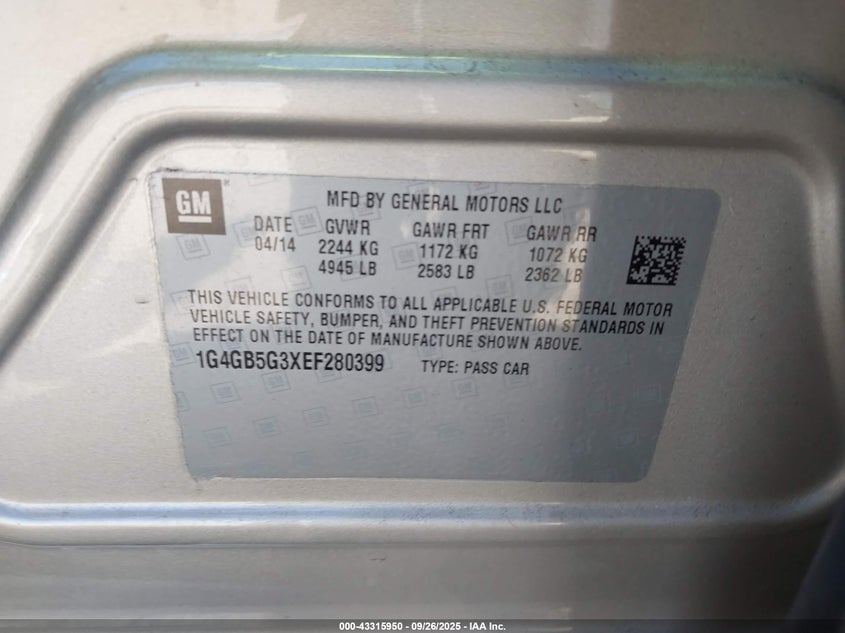 GM
MFD BY GENERAL MOTORS LLC
DATE GVWR GAWR FRT GAWR RR
04/14 2244 KG 1172 KG 1072 KG
4945 LB 2583 LB 2362 LB
THIS VEHICLE CONFORMS TO ALL APPLICABLE U.S. FEDERAL MOTOR
VEHICLE SAFETY, BUMPER, AND THEFT PREVENTION STANDARDS IN
EFFECT ON THE DATE OF MANUFACTURE SHOWN ABOVE.
1G4GB5G3XEF280399 TYPE: PASS CAR
000-43315950 - 09/26/2025 - IAA Inc.